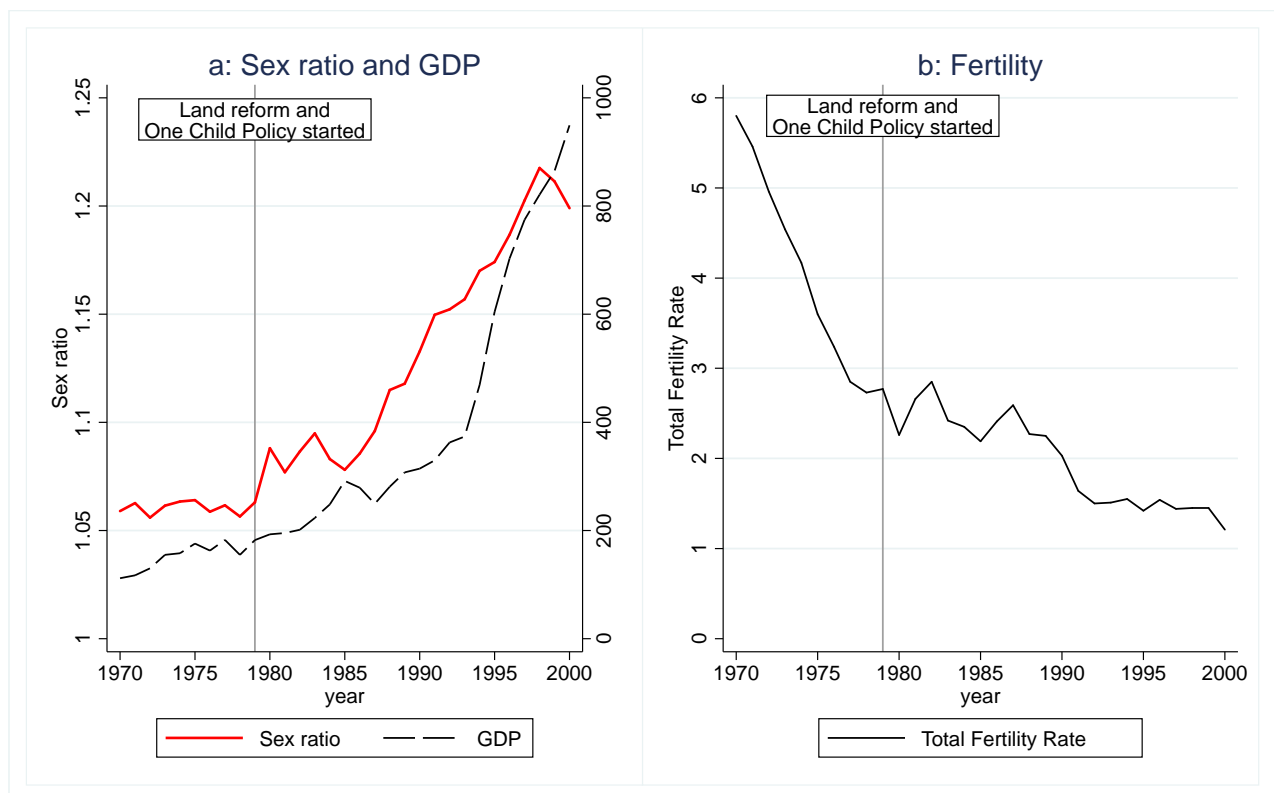 a: Sex ratio and GDP
Land reform and
One Child Policy started
Sex ratio
1.25
1.2
1.15
1.1
1.05
1
1000
800
600
400
200
0
1970 1975 1980 1985 1990 1995 2000
year
Sex ratio GDP
b: Fertility
Land reform and
One Child Policy started
Total Fertility Rate
6
5
4
3
2
1
0
1970 1975 1980 1985 1990 1995 2000
year
Total Fertility Rate